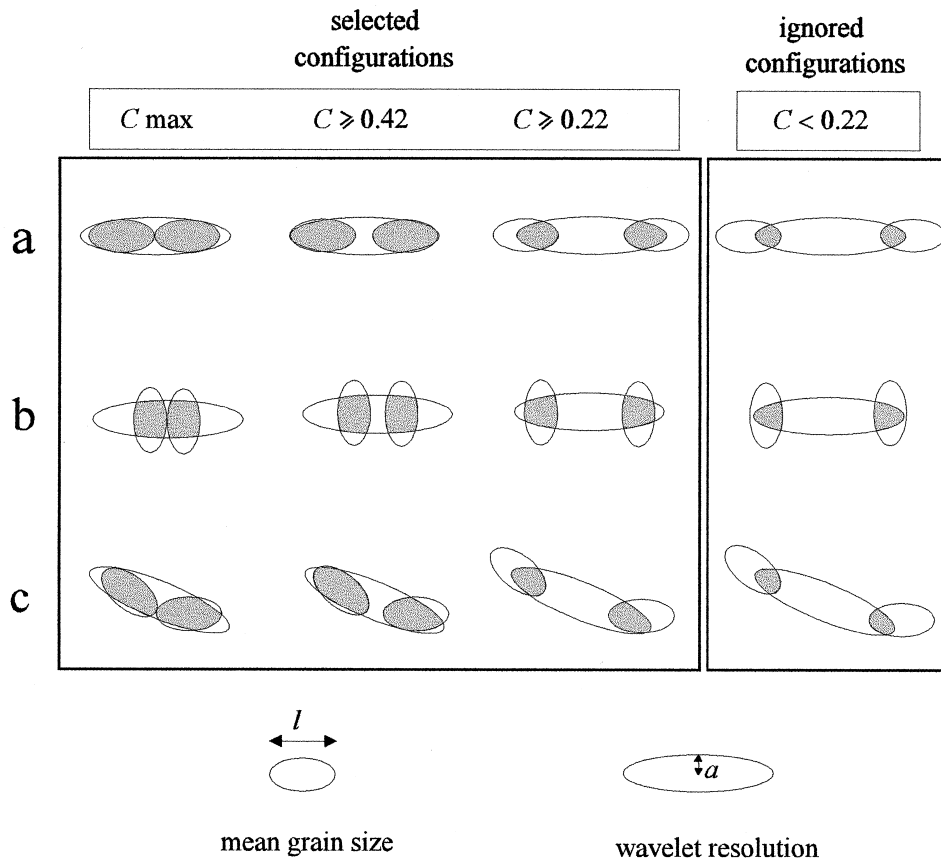 selected
configurations
ignored
configurations
C max
C ⩾ 0.42
C ⩾ 0.22
C < 0.22
a
b
c
l
a
mean grain size
wavelet resolution